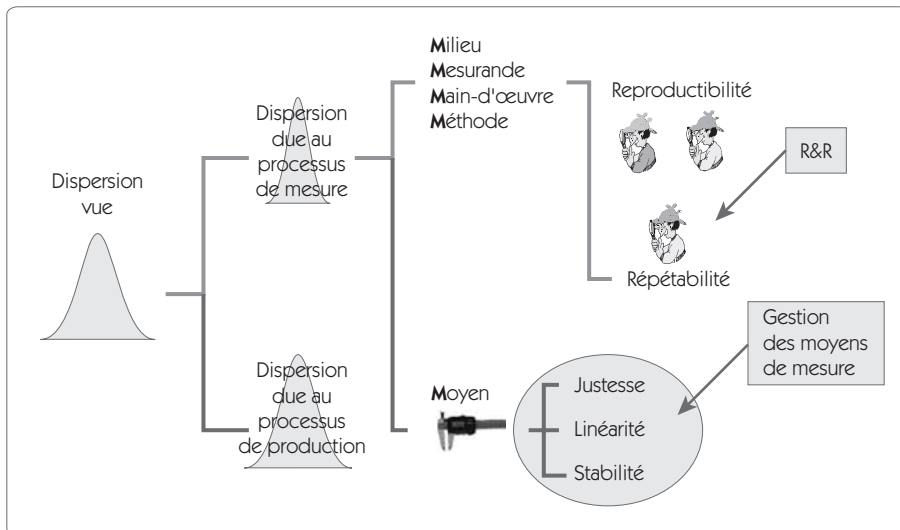 Dispersion
vue
Dispersion
due au
processus
de mesure
Dispersion
due au
processus
de production
Milieu
Mesurande
Main-d'œuvre
Méthode
Moyen
Reproductibilité
Répétabilité
R&R
Justesse
Linéarité
Stabilité
Gestion
des moyens
de mesure